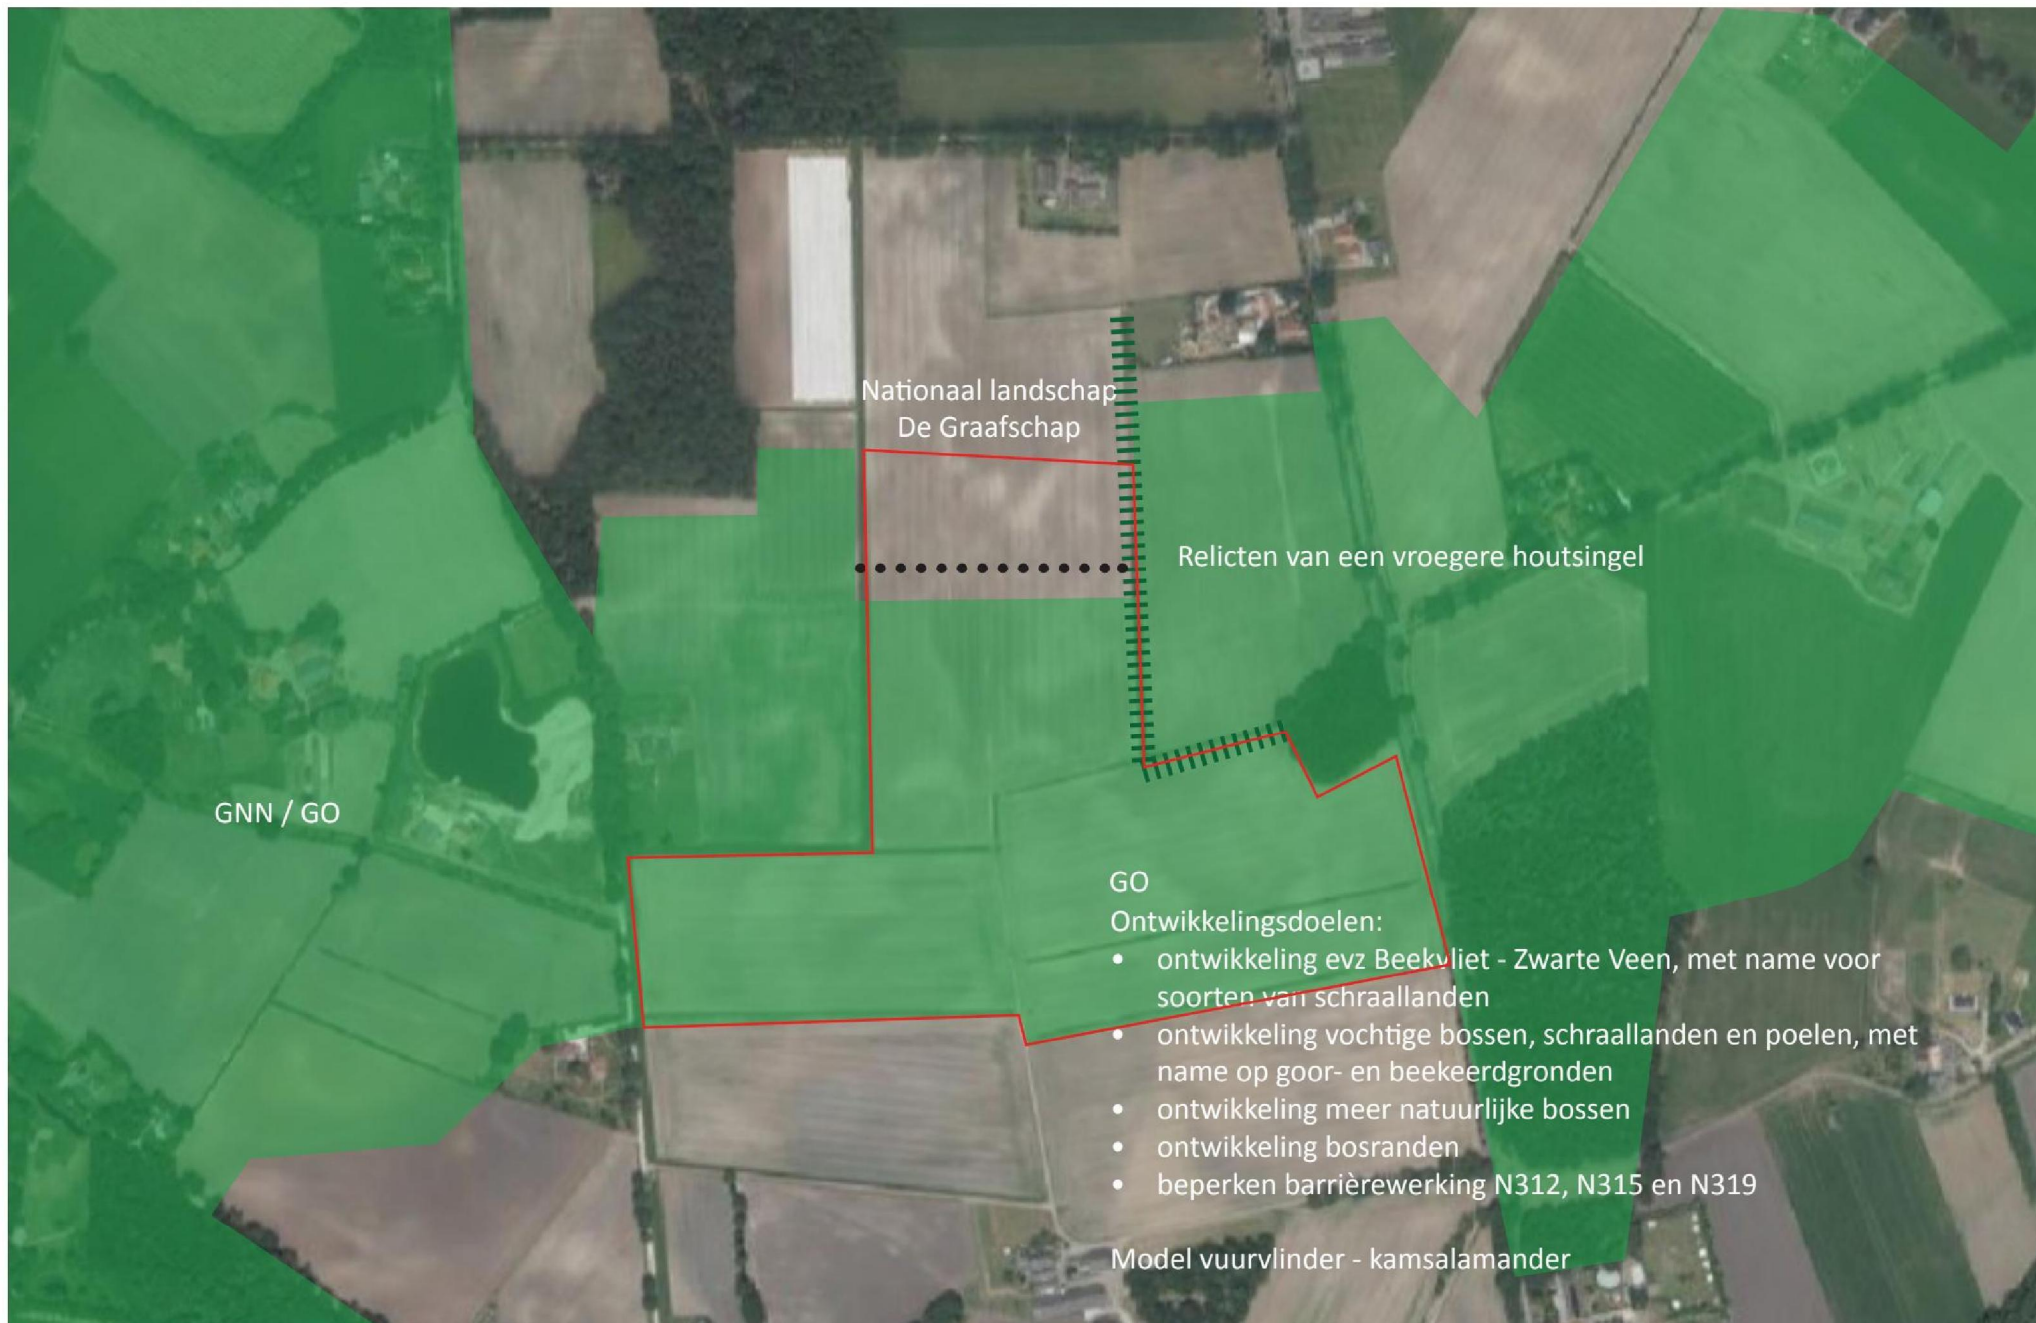 Nationaal landschap
De Graafschap
Relicten van een vroegere houtsingel
GNN / GO
GO
Ontwikkelingsdoelen:
• ontwikkeling evz Beekvliet - Zwarte Veen, met name voor
soorten van schraallanden
• ontwikkeling vochtige bossen, schraallanden en poelen, met
name op goor- en beekeerdgronden
• ontwikkeling meer natuurlijke bossen
• ontwikkeling bosranden
• beperken barrièrewerking N312, N315 en N319
Model vuurvlinder - kamsalamander